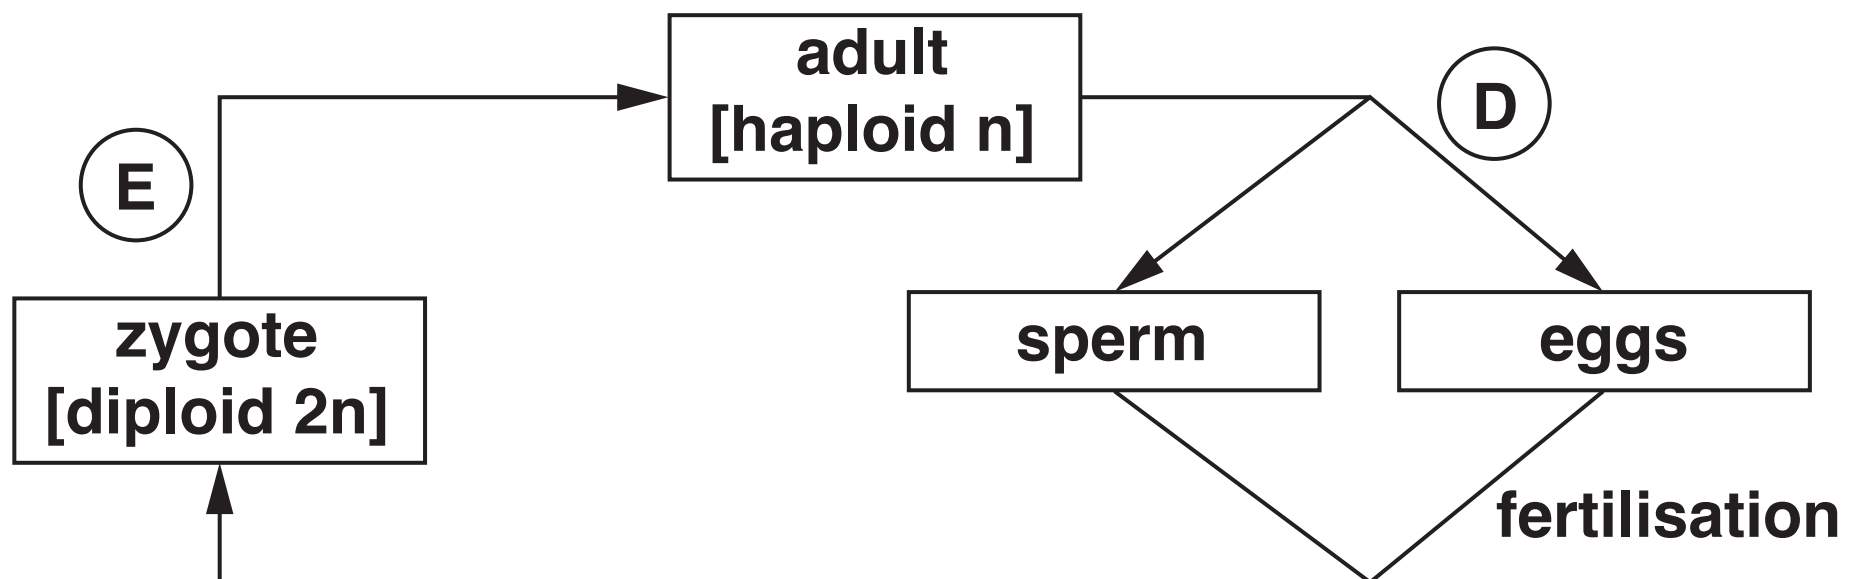 adult
[haploid n]
D
E
zygote
[diploid 2n]
sperm
eggs
fertilisation